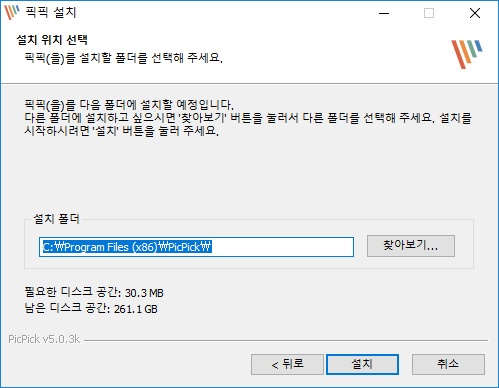 픽픽 설치
설치 위치 선택
픽픽(을)를 설치할 폴더를 선택해 주세요.
픽픽(을)를 다음 폴더에 설치할 예정입니다.
다른 폴더에 설치하고 싶으시면 '찾아보기' 버튼을 눌러서 다른 폴더를 선택해 주세요. 설치를
시작하시려면 '설치' 버튼을 눌러 주세요.
설치 폴더
C:₩Program Files (x86)₩PicPick₩
찾아보기...
필요한 디스크 공간: 30.3 MB
남은 디스크 공간: 261.1 GB
PicPick v5.0.3k
< 뒤로
설치
취소